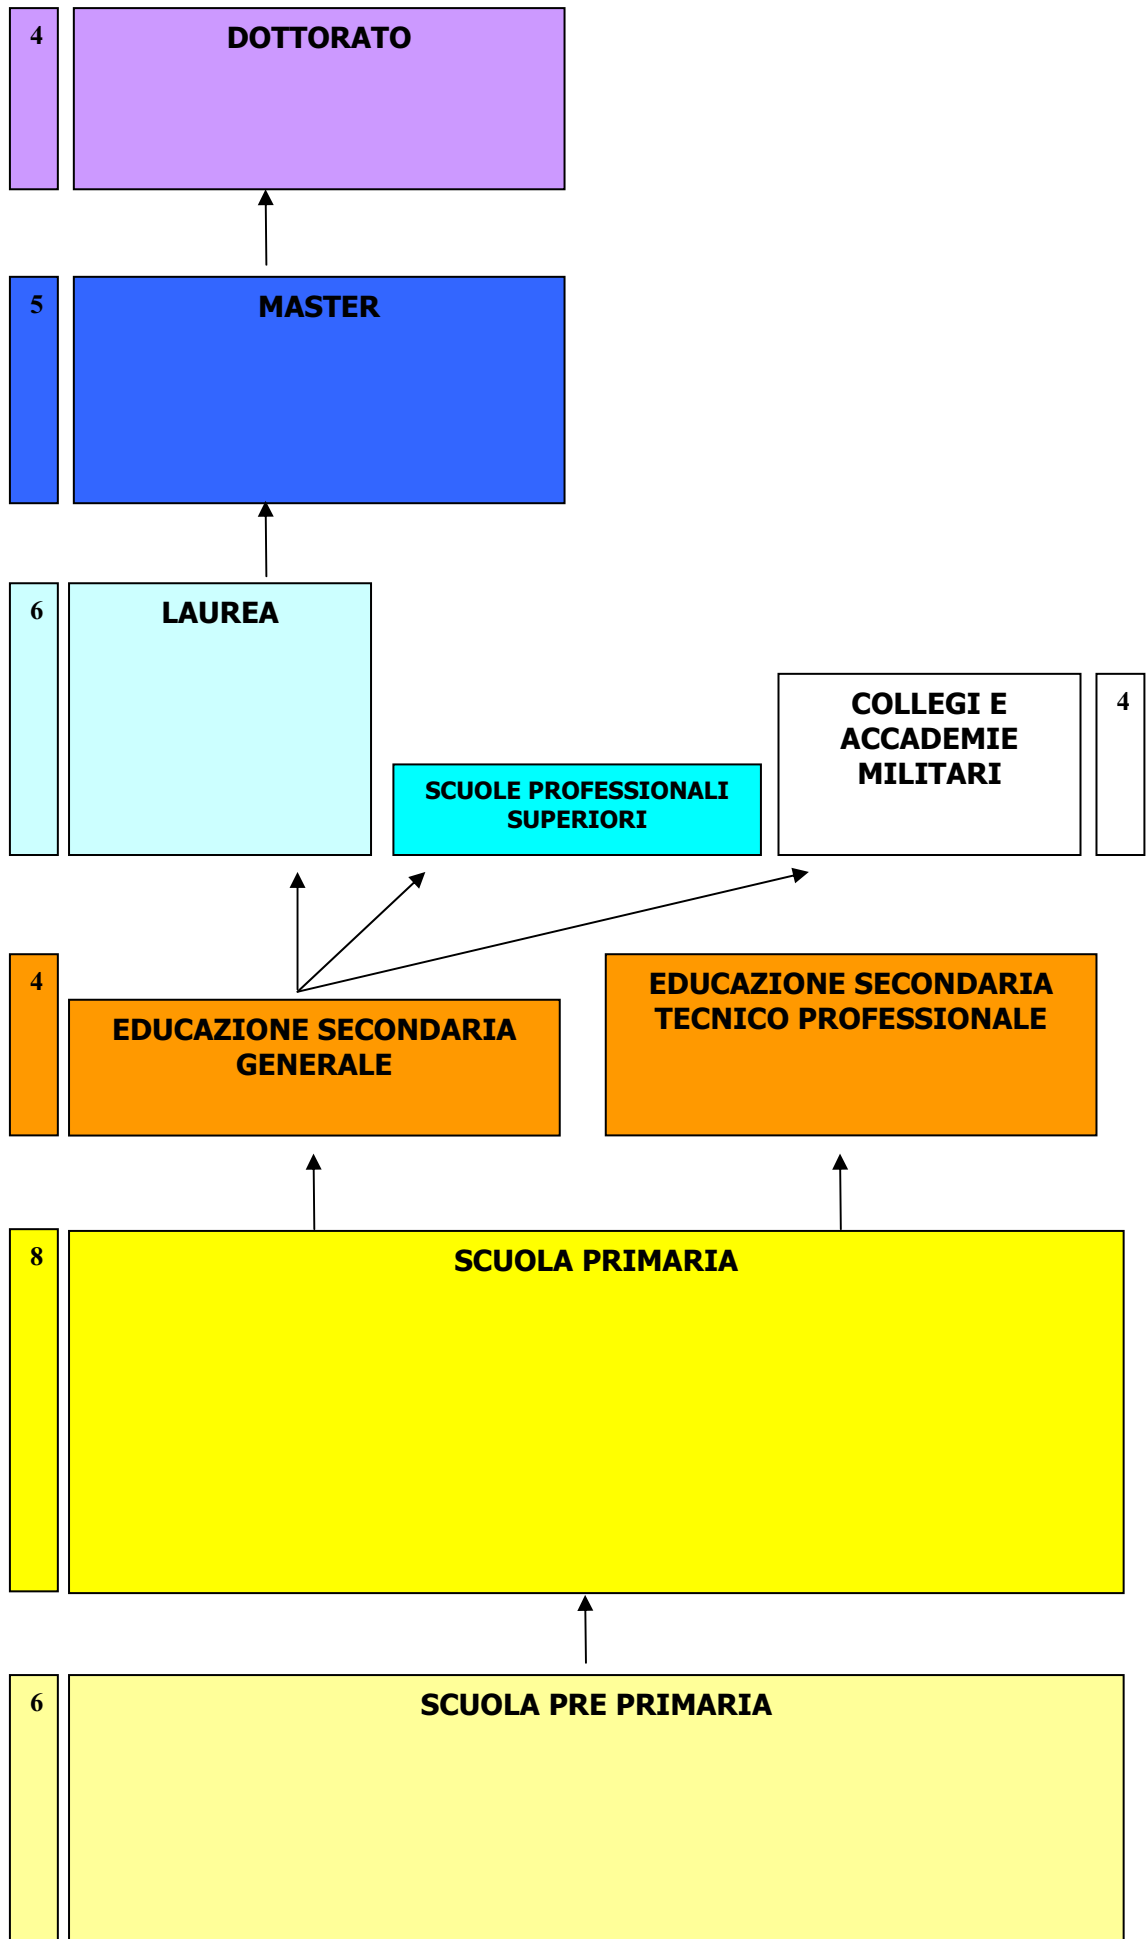 4
DOTTORATO
5
MASTER
6
LAUREA
SCUOLE PROFESSIONALI
SUPERIORI
COLLEGI E
ACCADEMIE
MILITARI
4
4
EDUCAZIONE SECONDARIA
GENERALE
EDUCAZIONE SECONDARIA
TECNICO PROFESSIONALE
8
SCUOLA PRIMARIA
6
SCUOLA PRE PRIMARIA